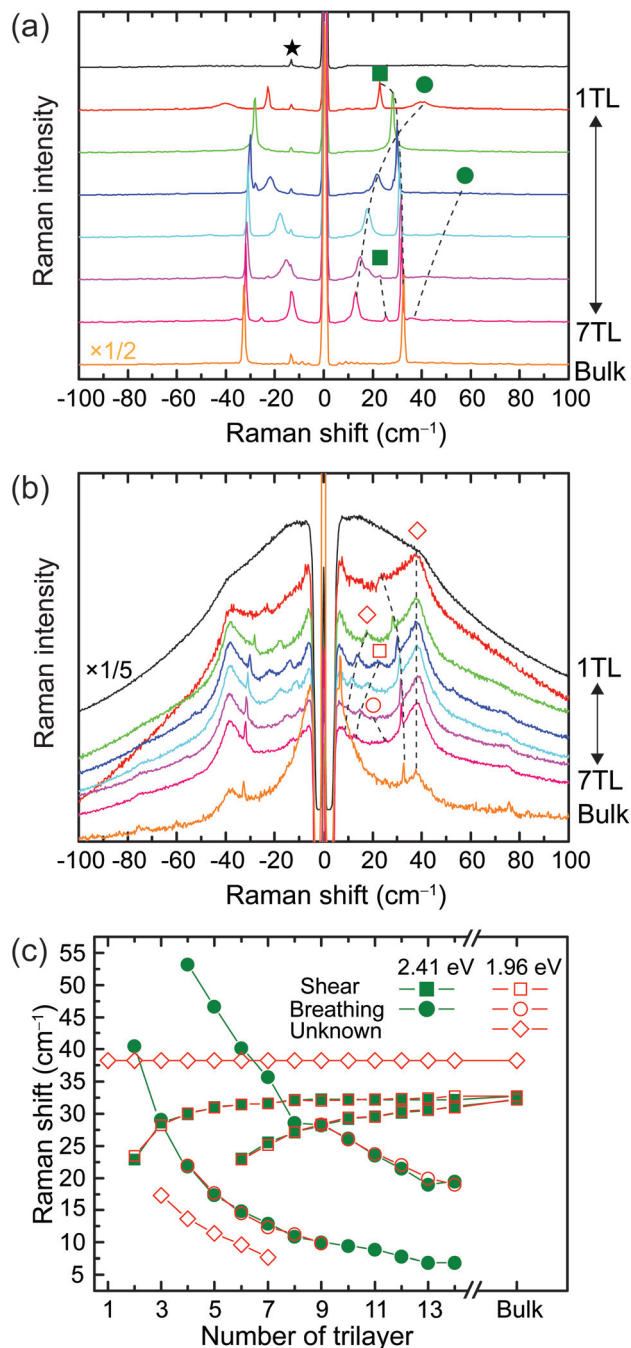 (a)
★
1TL
7TL
×1/2
Bulk
Raman intensity
-100 -80 -60 -40 -20 0 20 40 60 80 100
Raman shift (cm⁻¹)
(b)
×1/5
1TL
7TL
Bulk
Raman intensity
-100 -80 -60 -40 -20 0 20 40 60 80 100
Raman shift (cm⁻¹)
(c)
2.41 eV 1.96 eV
Shear
Breathing
Unknown
55
50
45
40
35
30
25
20
15
10
5
Raman shift (cm⁻¹)
1 3 5 7 9 11 13 Bulk
Number of trilayer